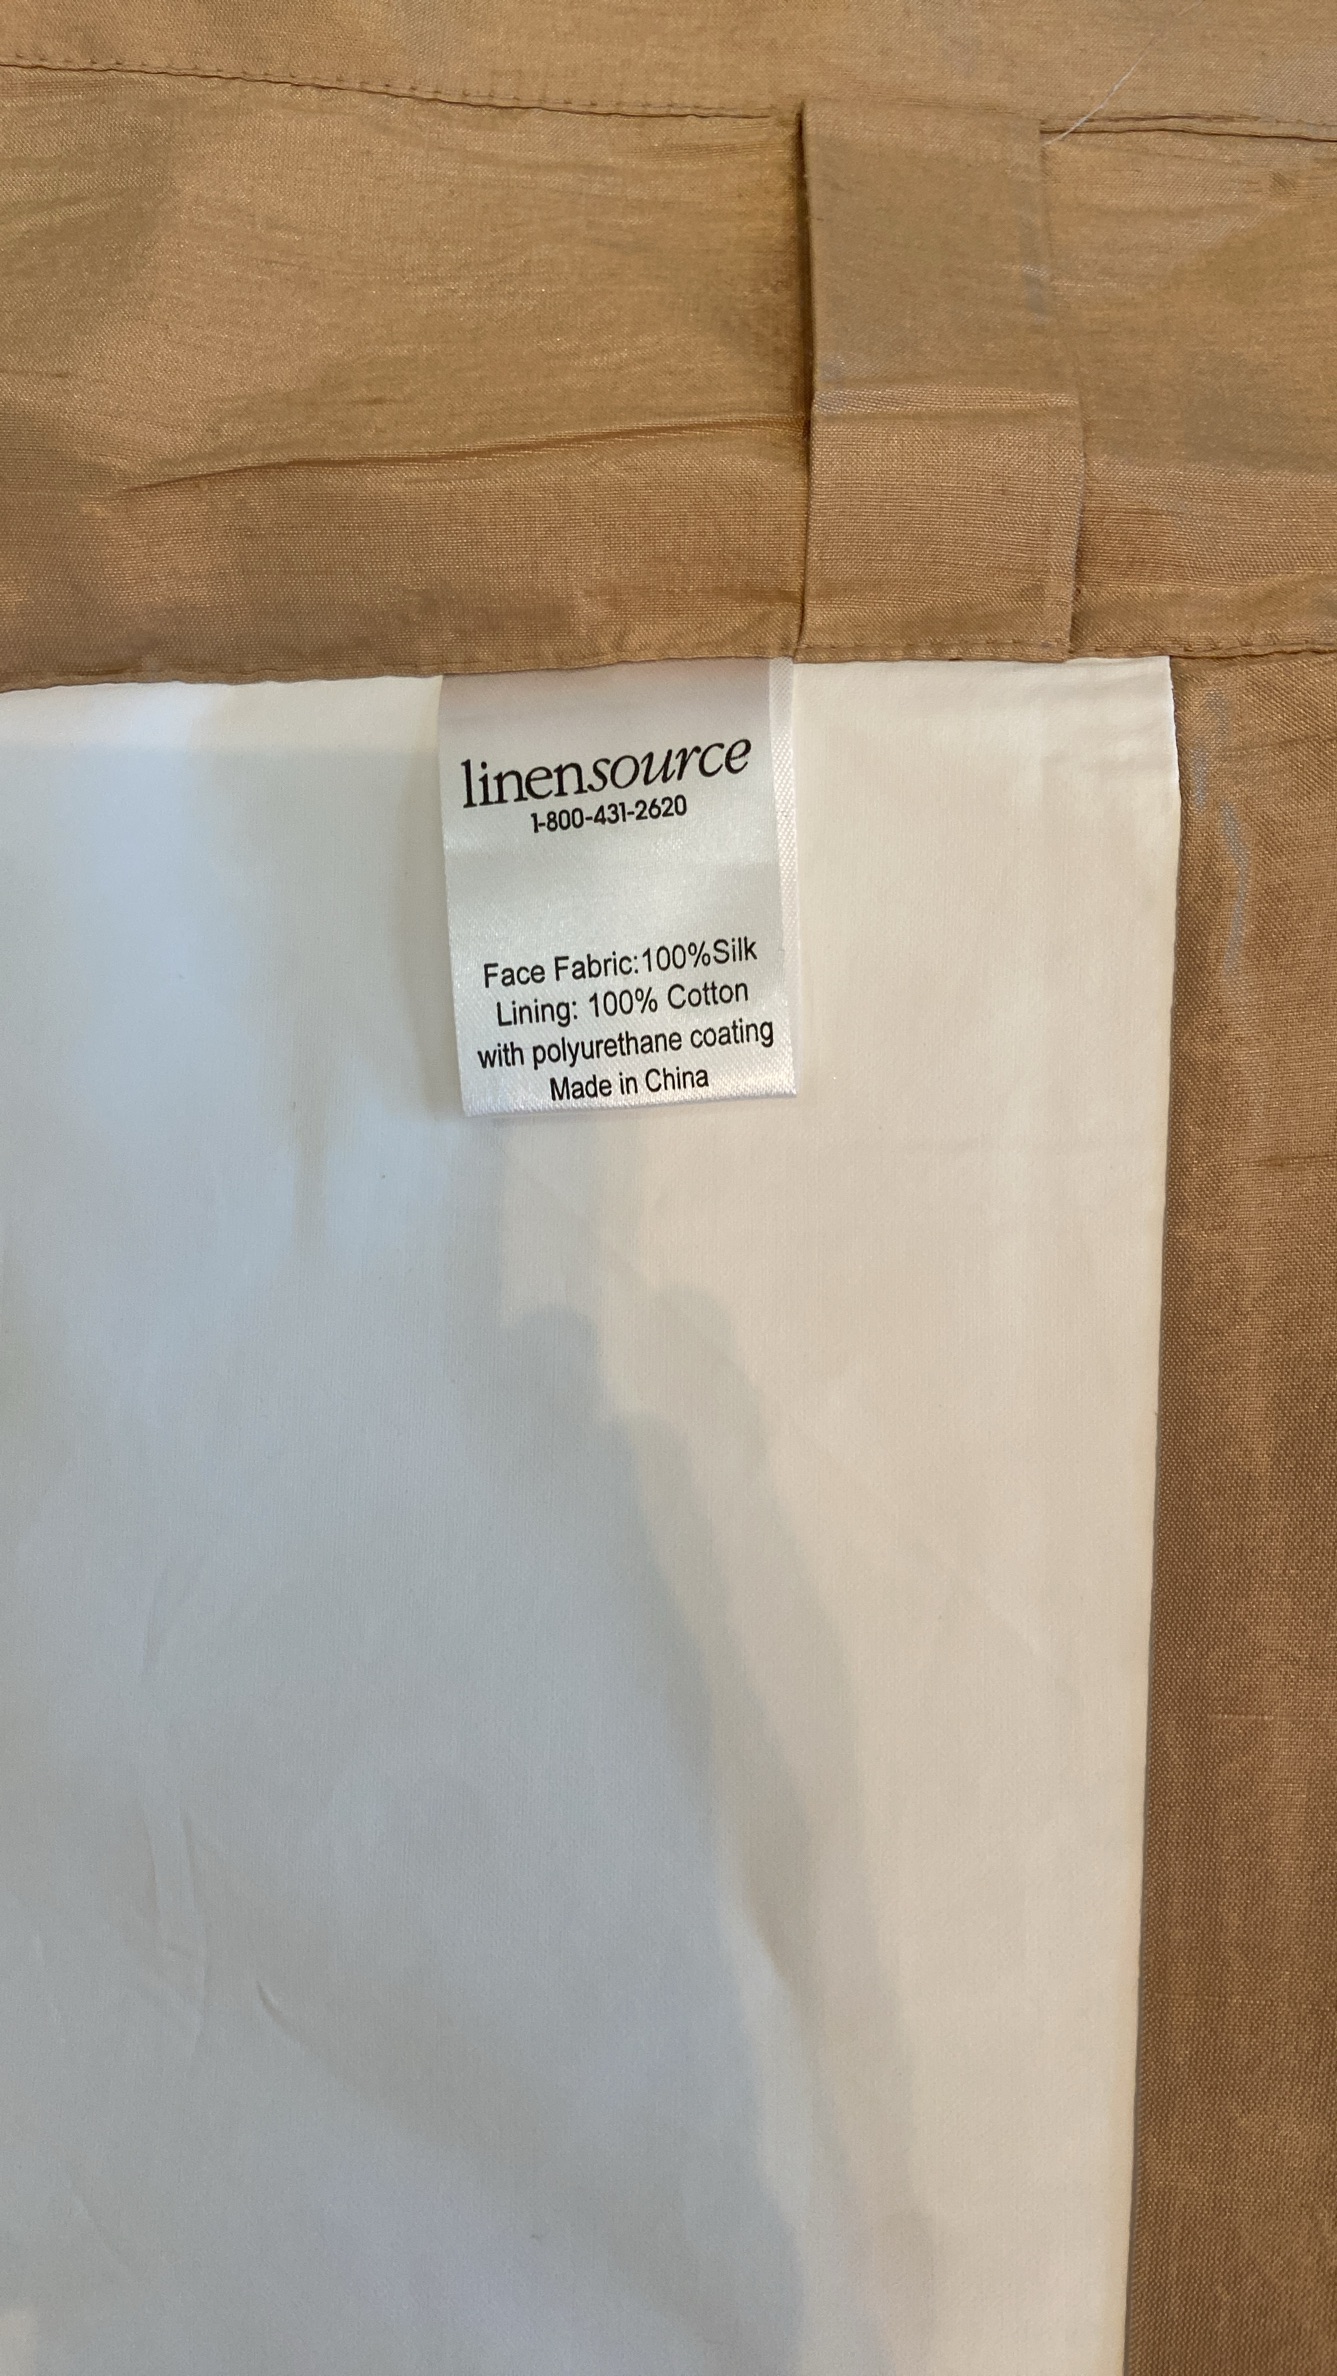 linensource
1-800-431-2620
Face Fabric:100%Silk
Lining: 100% Cotton
with polyurethane coating
Made in China